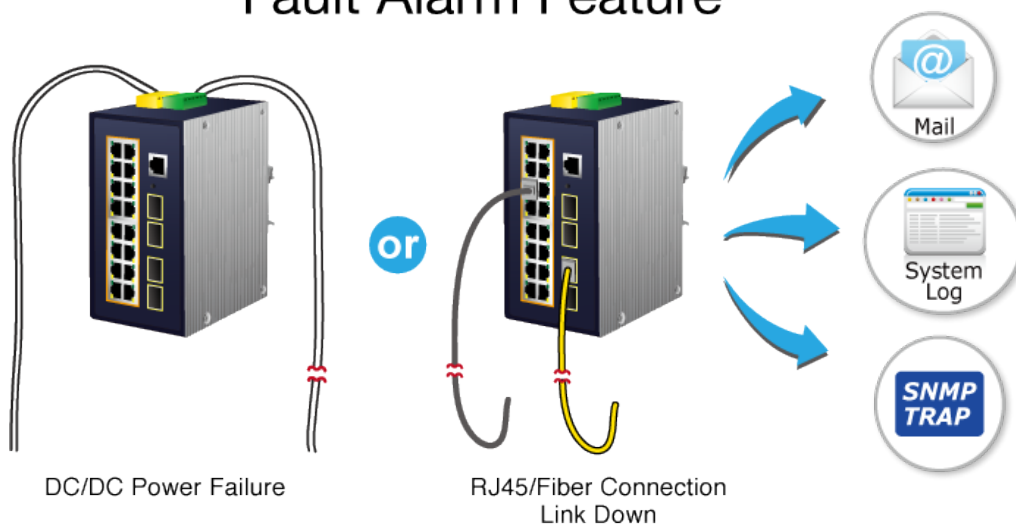 Fault Alarm Feature
Mail
or
System
Log
SNMP
TRAP
DC/DC Power Failure
RJ45/Fiber Connection
Link Down